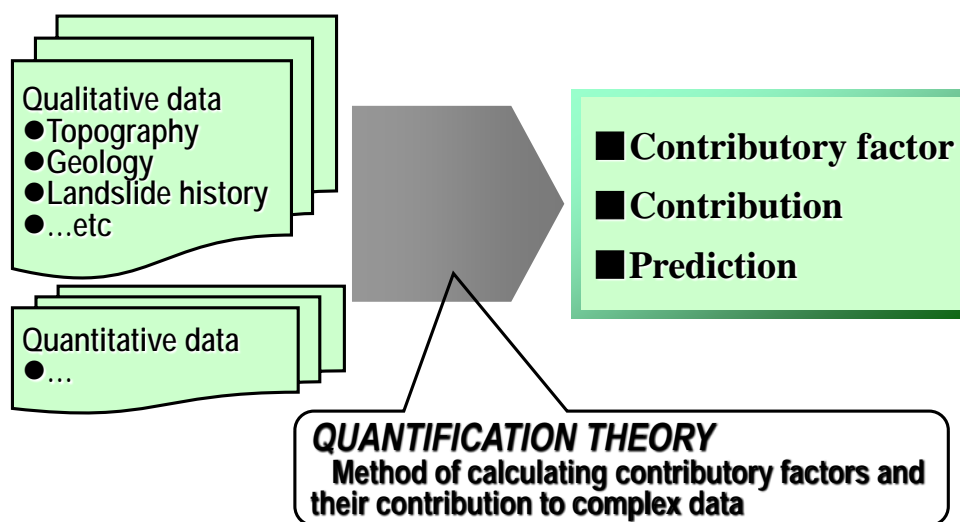 Qualitative data
●Topography
●Geology
●Landslide history
●...etc
Quantitative data
●...
■Contributory factor
■Contribution
■Prediction
QUANTIFICATION THEORY
Method of calculating contributory factors and
their contribution to complex data